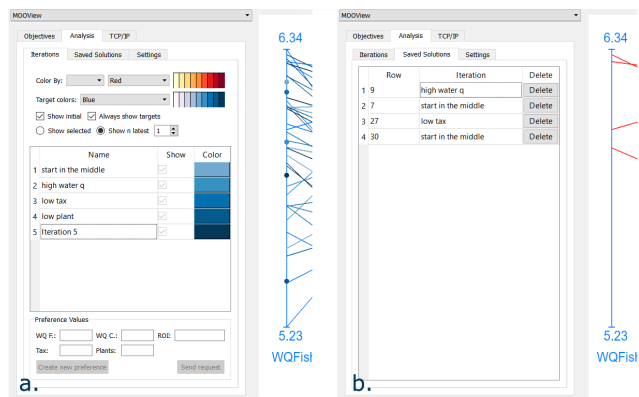 MOOView
Objectives Analysis TCP/IP
Iterations Saved Solutions Settings
Color By: Red
Target colors: Blue
Show initial Always show targets
Show selected Show n latest 1
Name Show Color
1 start in the middle
2 high water q
3 low tax
4 low plant
5 Iteration 5
Preference Values
WQ F.: WQ C.: ROI:
Tax: Plants:
Create new preference Send request
a.
6.34
5.23
WQFish
MOOView
Objectives Analysis TCP/IP
Iterations Saved Solutions Settings
Row Iteration Delete
1 9 high water q Delete
2 7 start in the middle Delete
3 27 low tax Delete
4 30 start in the middle Delete
b.
6.34
5.23
WQFish